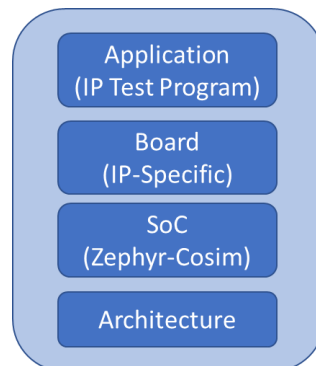 Application
(IP Test Program)
Board
(IP-Specific)
SoC
(Zephyr-Cosim)
Architecture